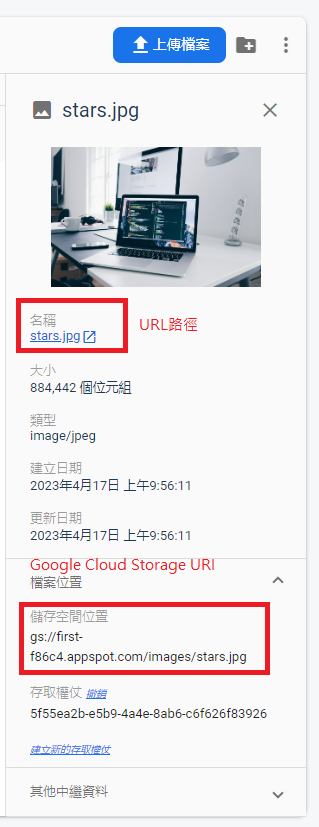 上傳檔案
stars.jpg
名稱
stars.jpg
URL路徑
大小
884,442 個位元組
類型
image/jpeg
建立日期
2023年4月17日 上午9:56:11
更新日期
2023年4月17日 上午9:56:11
Google Cloud Storage URI
檔案位置
儲存空間位置
gs://first-
f86c4.appspot.com/images/stars.jpg
存取權仗 撤銷
5f55ea2b-e5b9-4a4e-8ab6-c6f626f83926
建立新的存取權仗
其他中繼資料